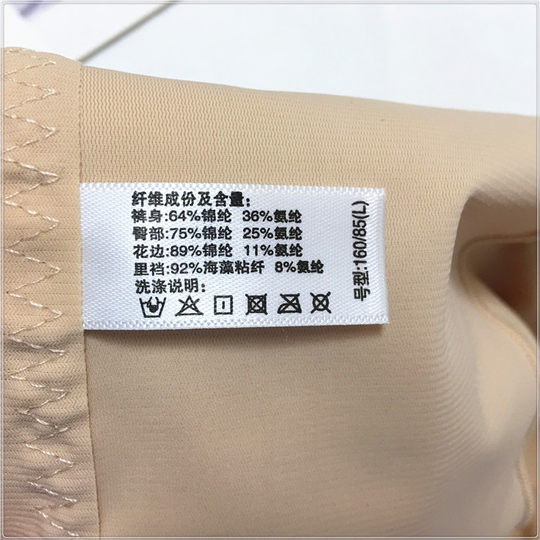 纤维成份及含量：
裤身:64%锦纶 36%氨纶
臀部:75%锦纶 25%氨纶
花边:89%锦纶 11%氨纶
里裆:92%海藻粘纤 8%氨纶
洗涤说明：
号型:160/85(L)